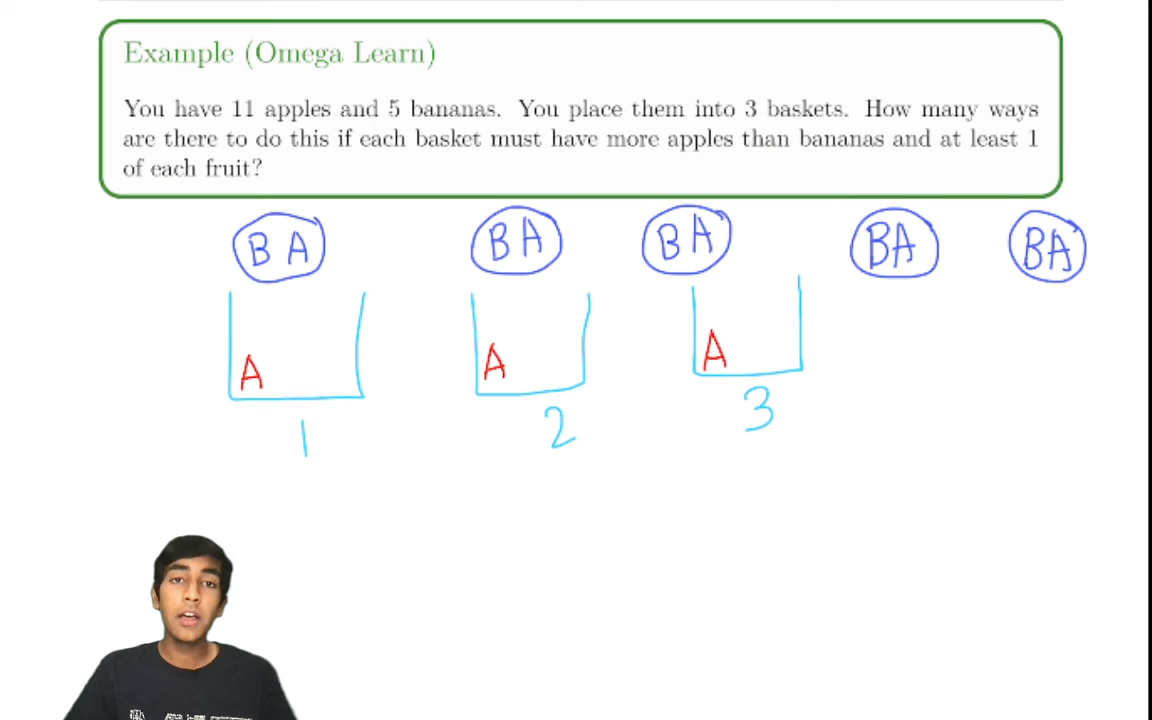 Example (Omega Learn)
You have 11 apples and 5 bananas. You place them into 3 baskets. How many ways
are there to do this if each basket must have more apples than bananas and at least 1
of each fruit?
B A B A B A BA BA
A A A
1 2 3